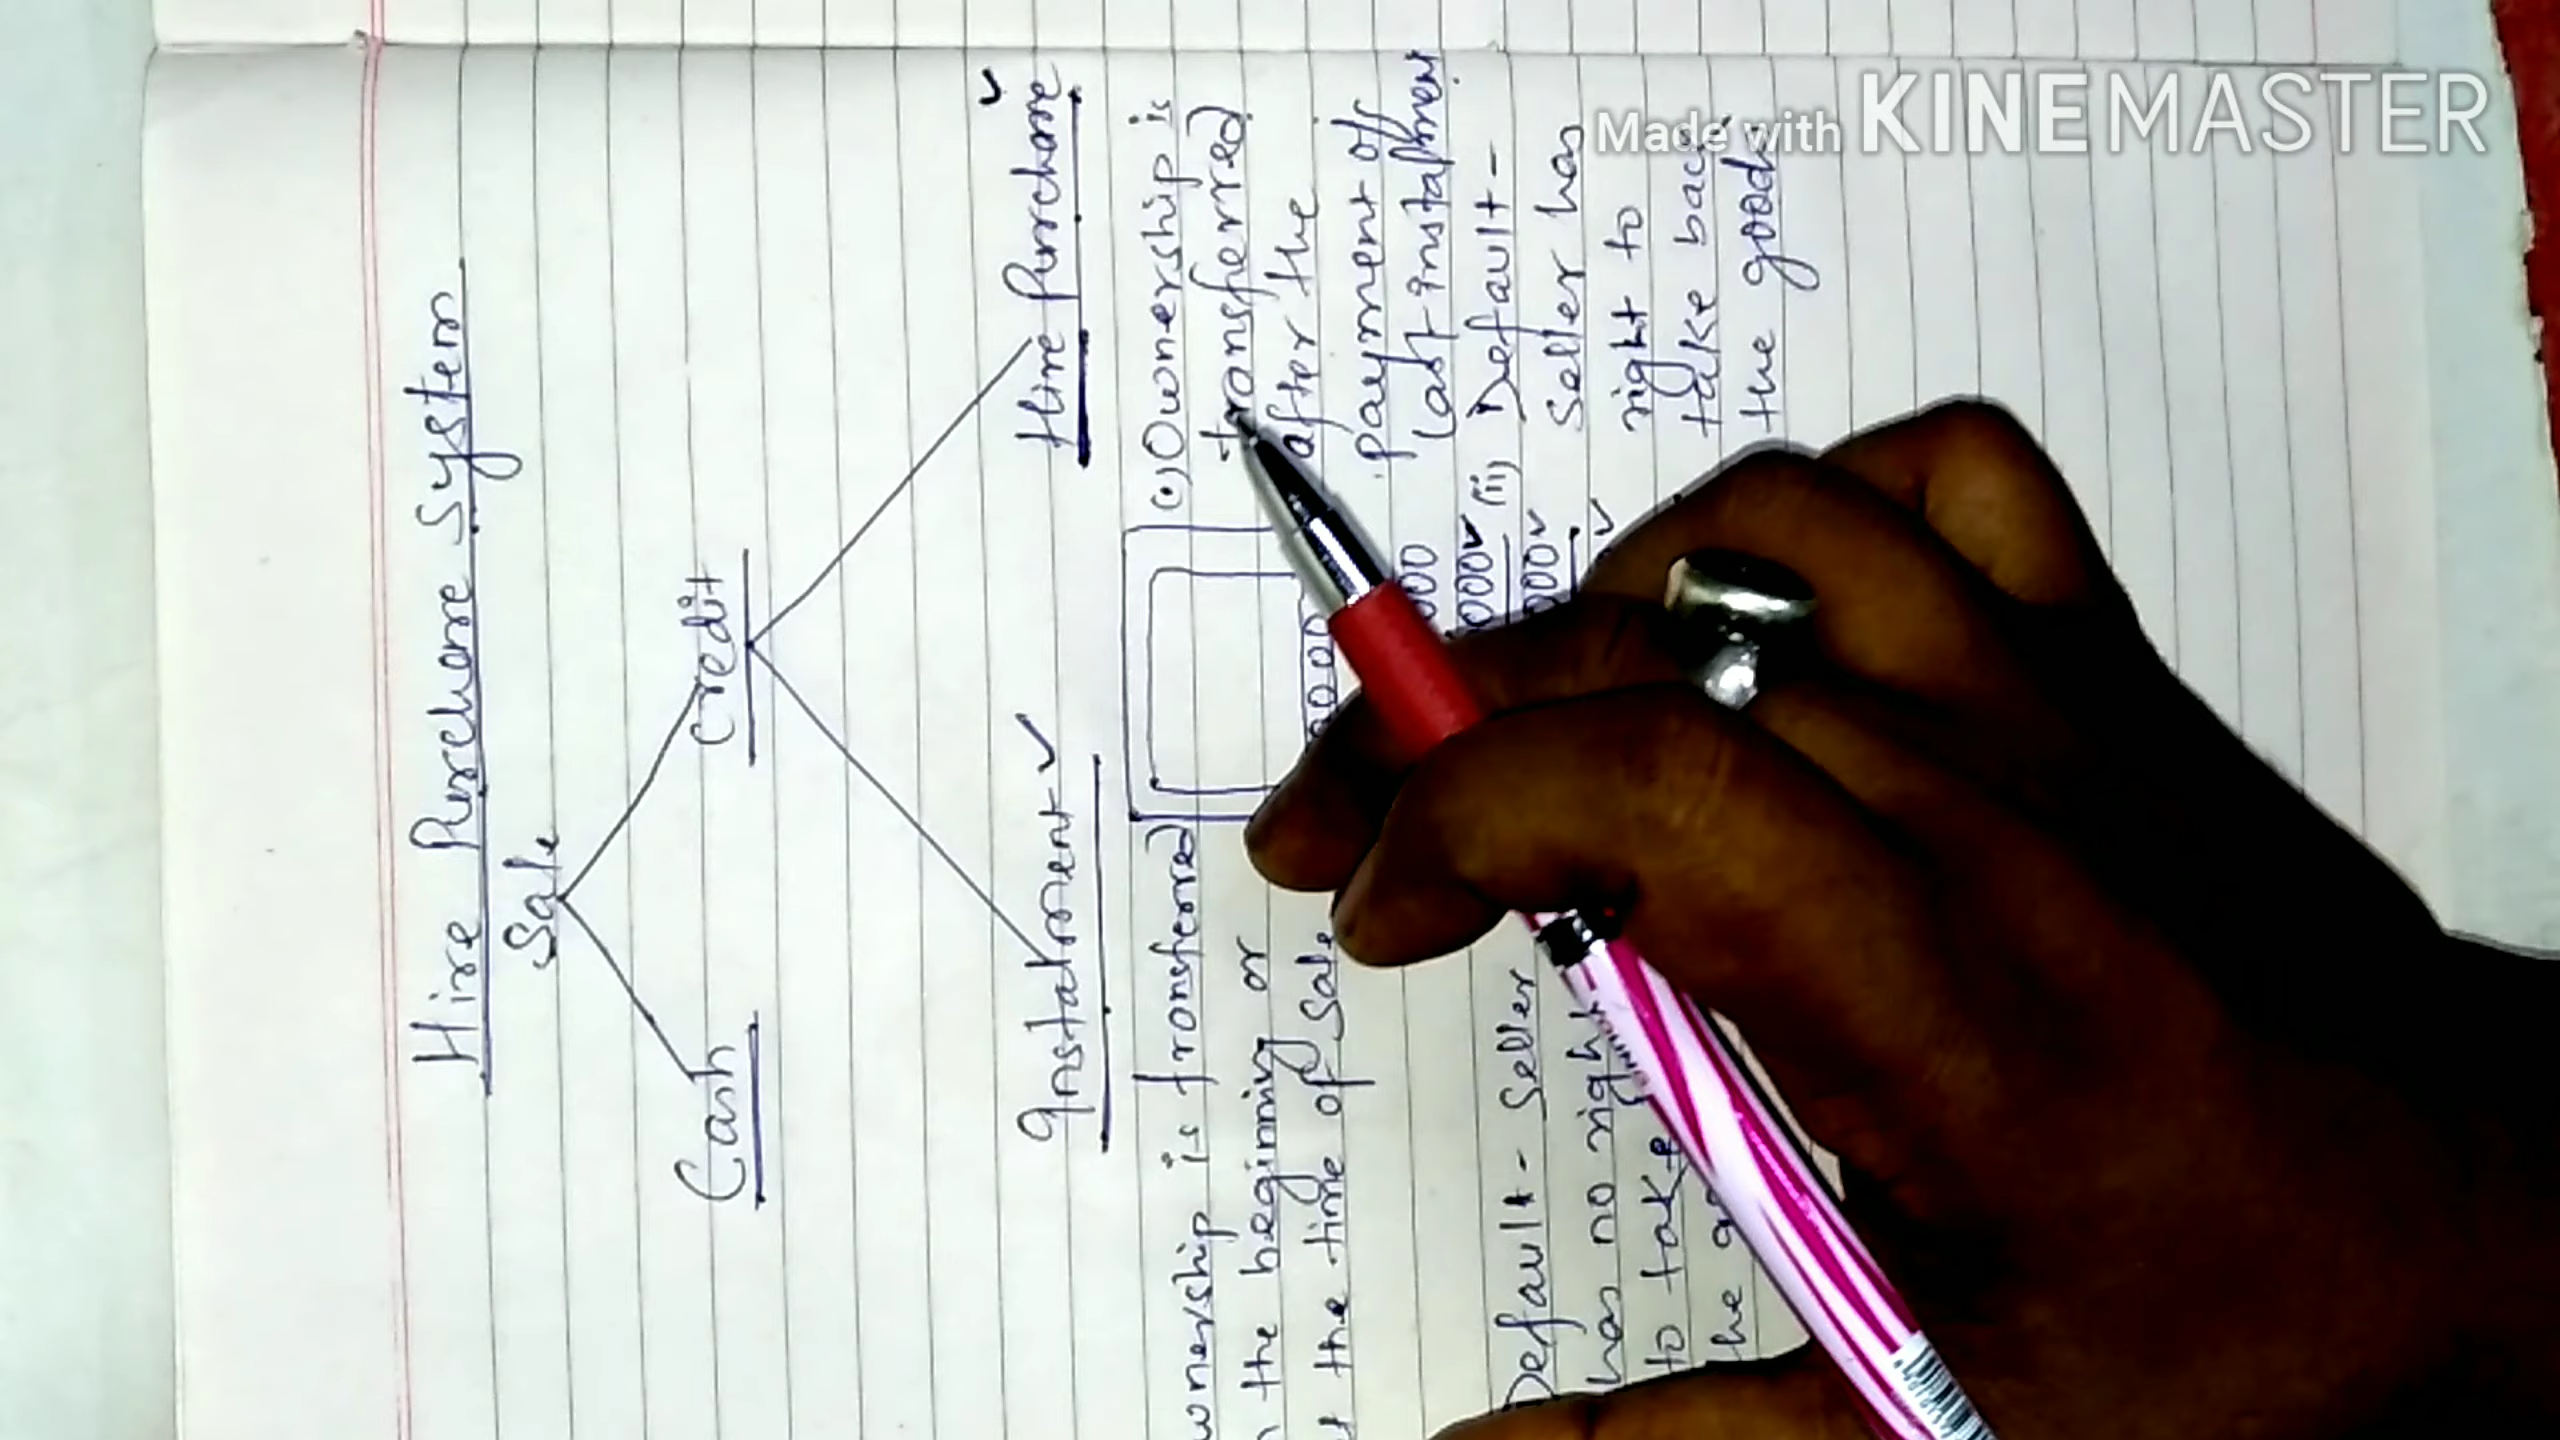 Hire Purchase System
Sale
Cash
Credit
Instalment
Hire Purchase
wnership is transferred
the beginning or
the time of Sale
Default - Seller
has no right
to take
he
(i) Ownership is
transferred
after the
payment of
last instalment
(ii) Default -
Seller has
right to
take back
the goods
Made with KINEMASTER